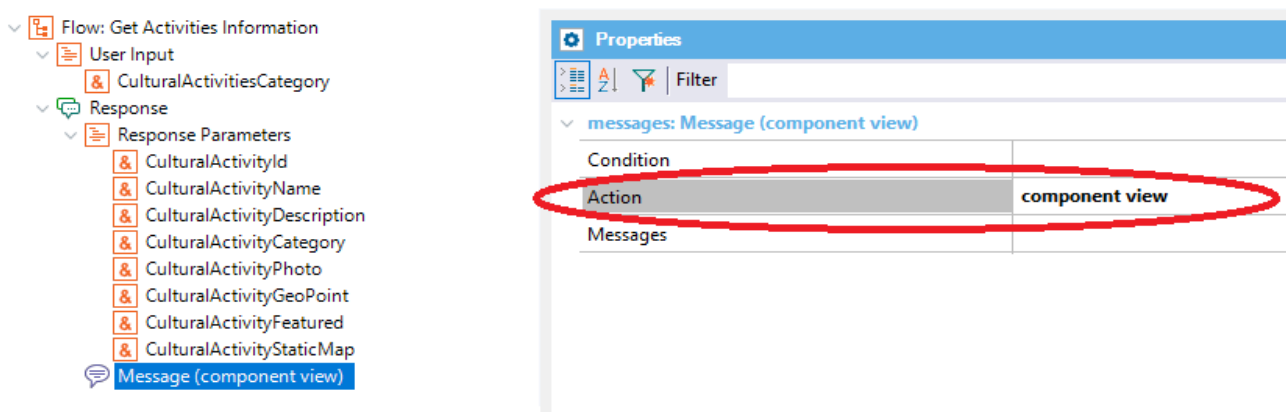 Flow: Get Activities Information
User Input
& CulturalActivitiesCategory
Response
Response Parameters
& CulturalActivityId
& CulturalActivityName
& CulturalActivityDescription
& CulturalActivityCategory
& CulturalActivityPhoto
& CulturalActivityGeoPoint
& CulturalActivityFeatured
& CulturalActivityStaticMap
Message (component view)
Properties
Filter
messages: Message (component view)
Condition
Action component view
Messages